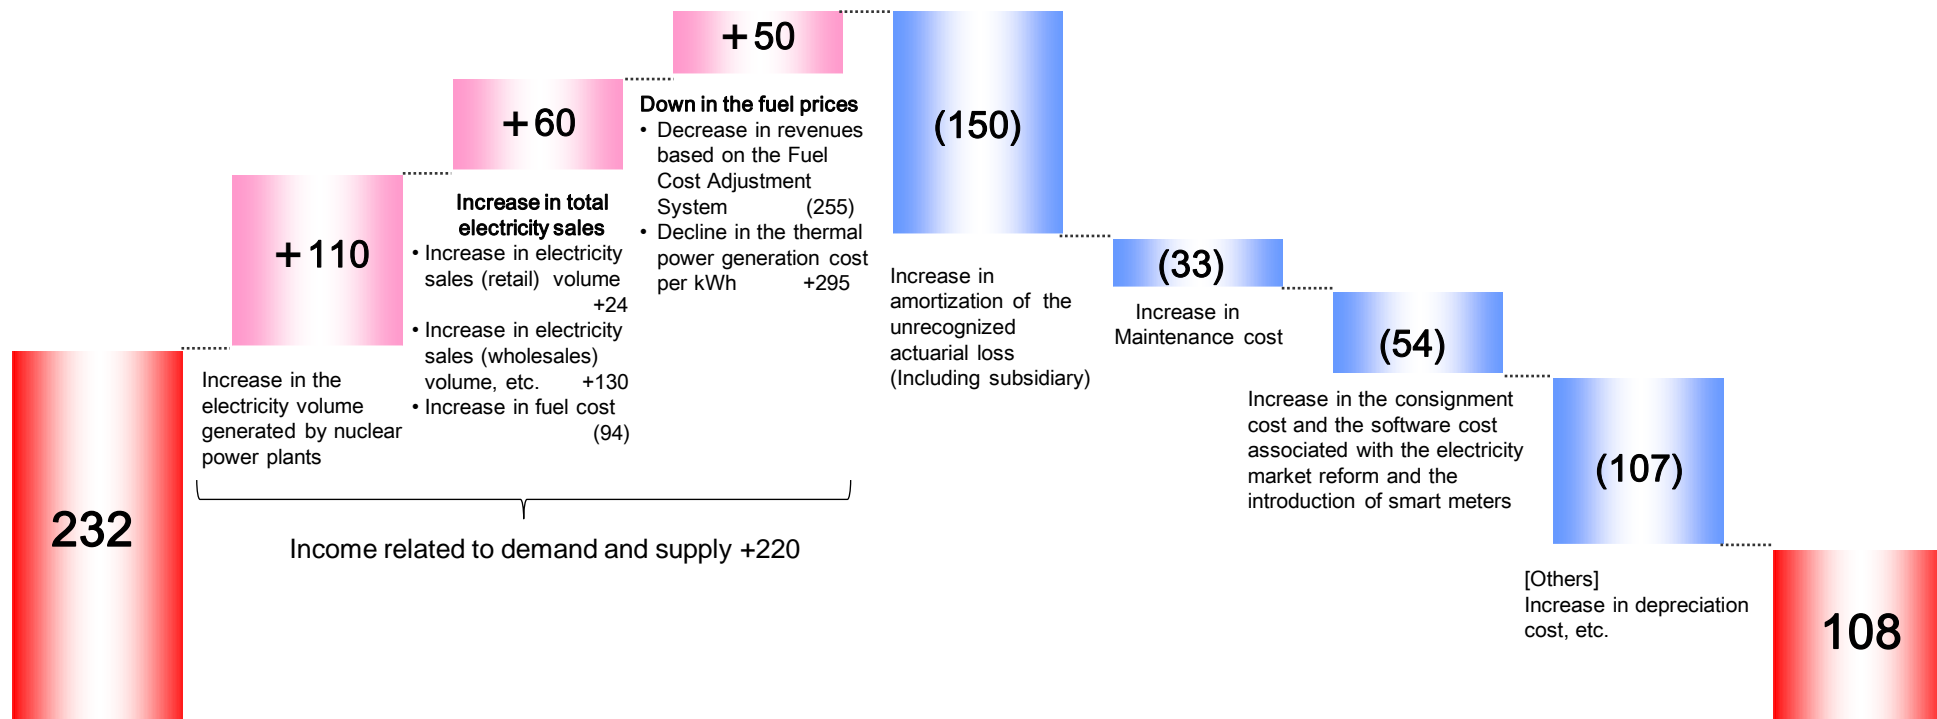 232
+110
Increase in the
electricity volume
generated by nuclear
power plants
+60
Increase in total
electricity sales
• Increase in electricity
sales (retail) volume
+24
• Increase in electricity
sales (wholesales)
volume, etc. +130
• Increase in fuel cost
(94)
+50
Down in the fuel prices
• Decrease in revenues
based on the Fuel
Cost Adjustment
System (255)
• Decline in the thermal
power generation cost
per kWh +295
Income related to demand and supply +220
(150)
Increase in
amortization of the
unrecognized
actuarial loss
(Including subsidiary)
(33)
Increase in
Maintenance cost
(54)
Increase in the consignment
cost and the software cost
associated with the electricity
market reform and the
introduction of smart meters
(107)
[Others]
Increase in depreciation
cost, etc.
108